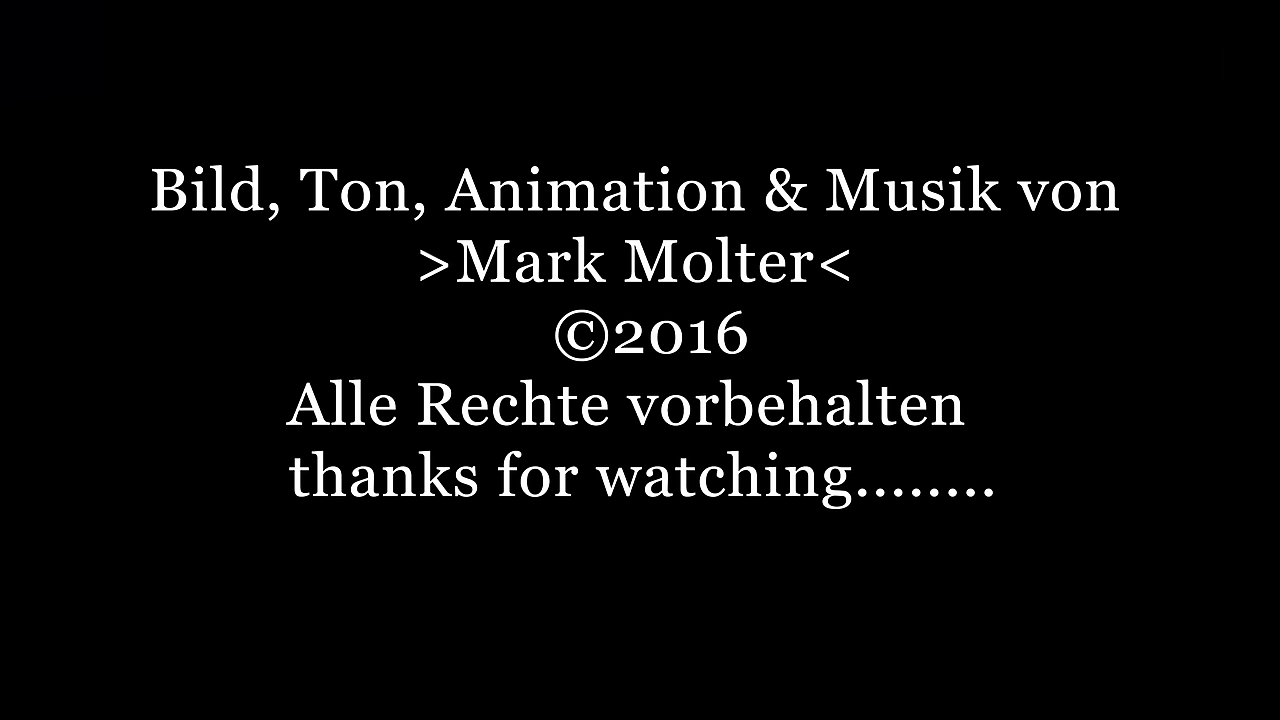 Bild, Ton, Animation & Musik von
>Mark Molter<
©2016
Alle Rechte vorbehalten
thanks for watching........